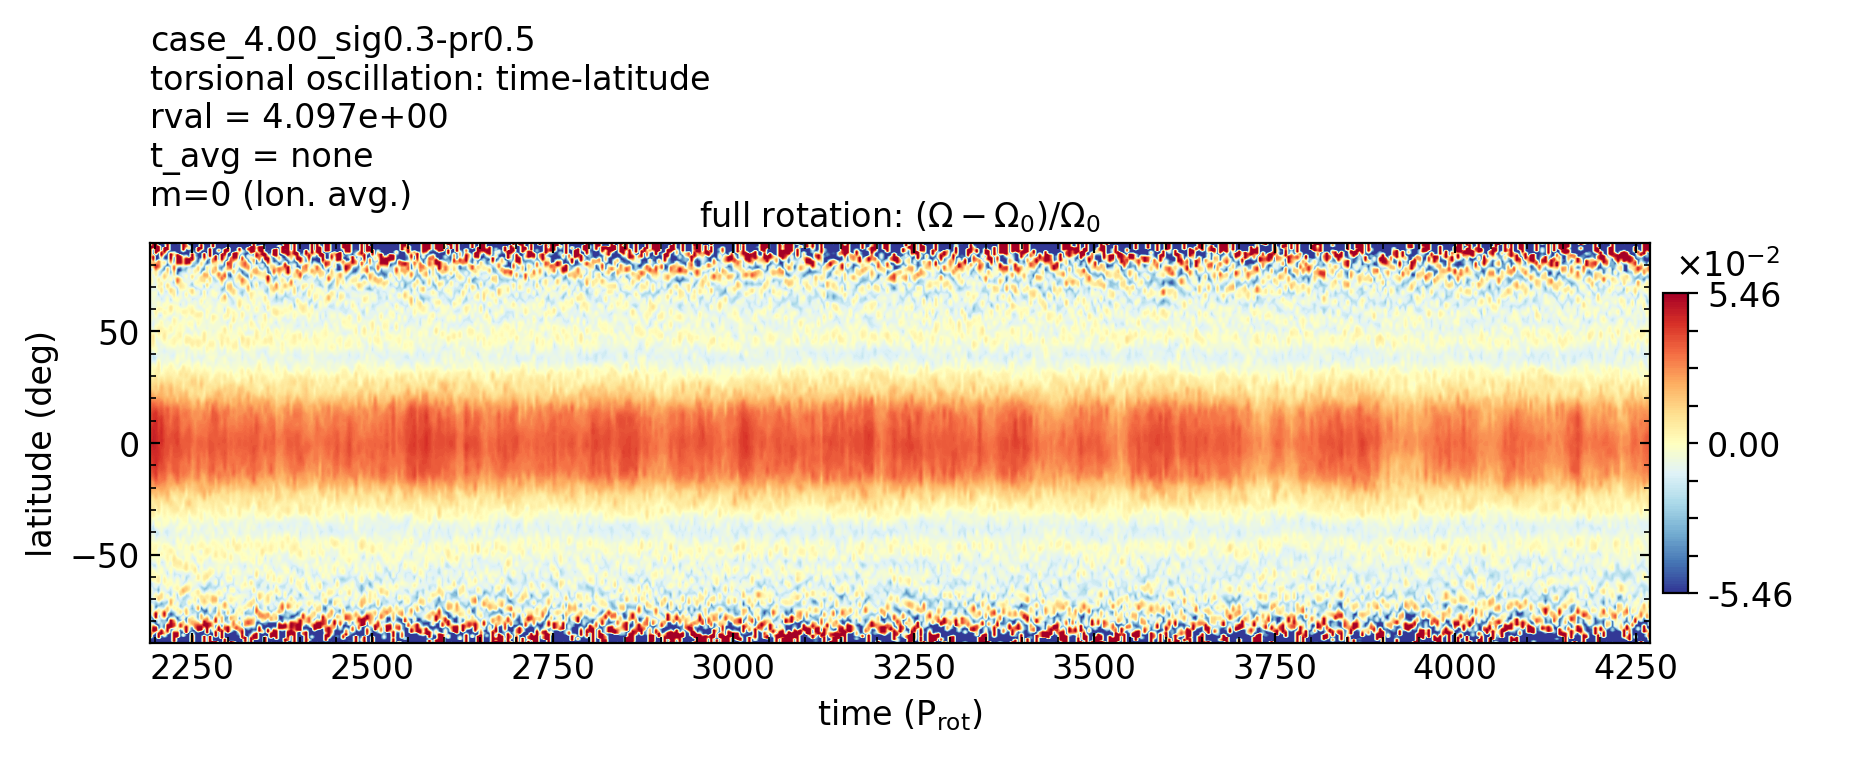 case_4.00_sig0.3-pr0.5
torsional oscillation: time-latitude
rval = 4.097e+00
t_avg = none
m=0 (lon. avg.)
full rotation: (Ω − Ω₀)/Ω₀
×10⁻²
5.46
0.00
-5.46
latitude (deg)
50
0
−50
2250 2500 2750 3000 3250 3500 3750 4000 4250
time (P_rot)